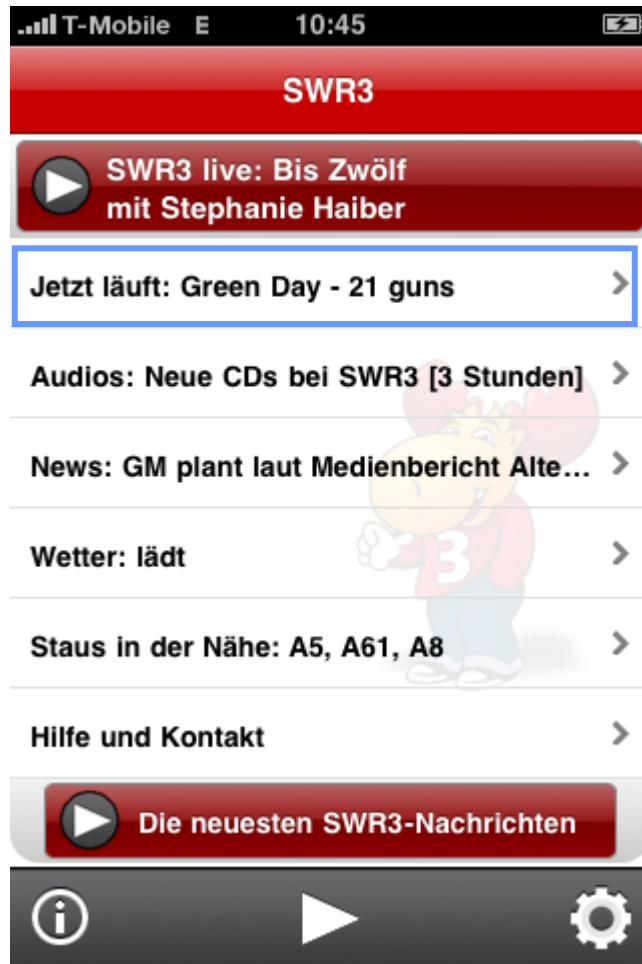 T-Mobile E 10:45
SWR3
SWR3 live: Bis Zwölf
mit Stephanie Haiber
Jetzt läuft: Green Day - 21 guns
Audios: Neue CDs bei SWR3 [3 Stunden]
News: GM plant laut Medienbericht Alte...
Wetter: lädt
3
Staus in der Nähe: A5, A61, A8
Hilfe und Kontakt
Die neuesten SWR3-Nachrichten